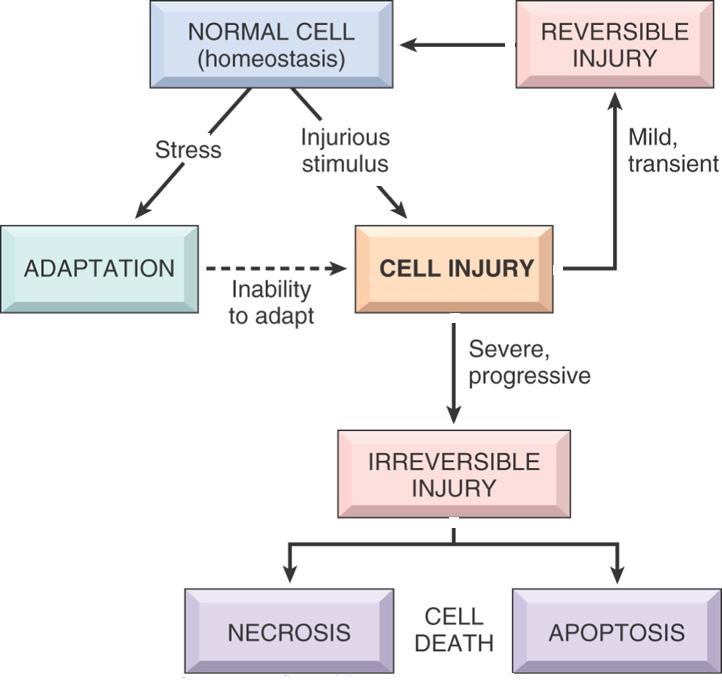 NORMAL CELL
(homeostasis)
REVERSIBLE
INJURY
Stress
Injurious
stimulus
Mild,
transient
ADAPTATION
Inability
to adapt
CELL INJURY
Severe,
progressive
IRREVERSIBLE
INJURY
NECROSIS
CELL
DEATH
APOPTOSIS